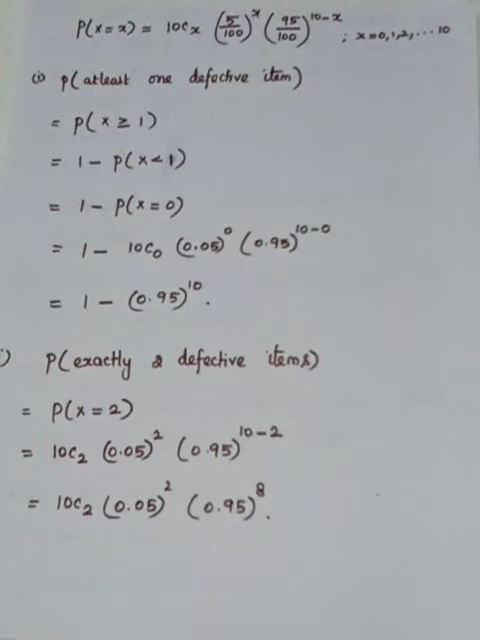 P(x=x) = 10Cx (5/100)^x (95/100)^10-x ; x=0,1,2,...10
(i) P(atleast one defective item)
= P(x ≥ 1)
= 1 - P(x<1)
= 1 - P(x=0)
= 1 - 10C0 (0.05)^0 (0.95)^10-0
= 1 - (0.95)^10.
i) P(exactly 2 defective items)
= P(x=2)
= 10C2 (0.05)^2 (0.95)^10-2
= 10C2 (0.05)^2 (0.95)^8.